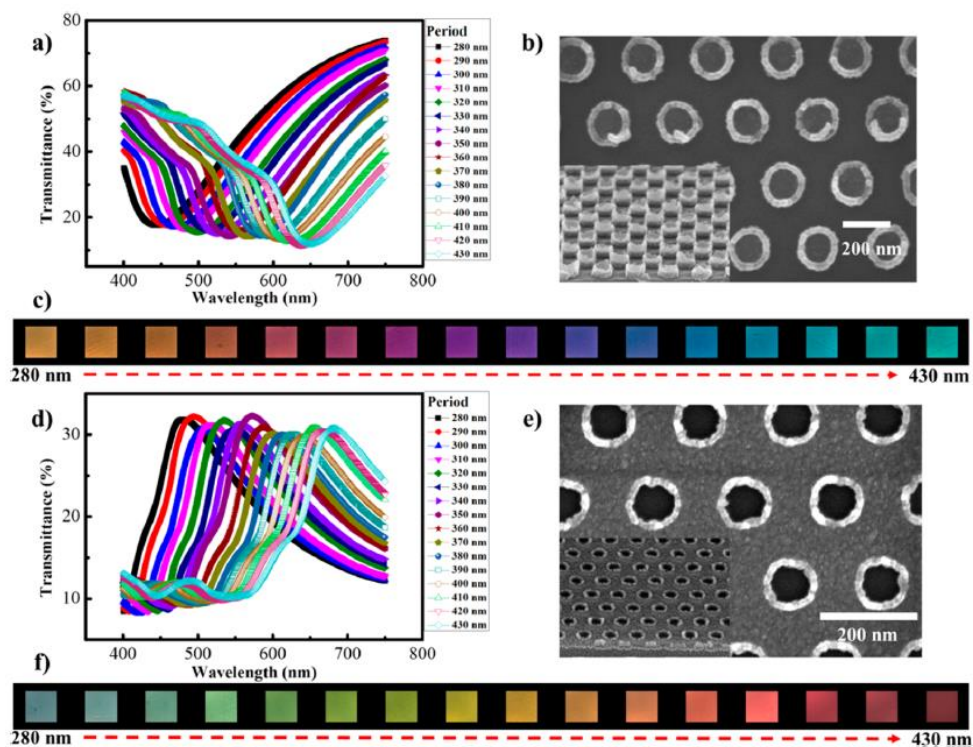 a)
80
60
40
20
Transmittance (%)
400 500 600 700 800
Wavelength (nm)
Period
280 nm
290 nm
300 nm
310 nm
320 nm
330 nm
340 nm
350 nm
360 nm
370 nm
380 nm
390 nm
400 nm
410 nm
420 nm
430 nm
b)
200 nm
c)
280 nm 430 nm
d)
30
20
10
Transmittance (%)
400 500 600 700 800
Wavelength (nm)
Period
280 nm
290 nm
300 nm
310 nm
320 nm
330 nm
340 nm
350 nm
360 nm
370 nm
380 nm
390 nm
400 nm
410 nm
420 nm
430 nm
e)
200 nm
f)
280 nm 430 nm